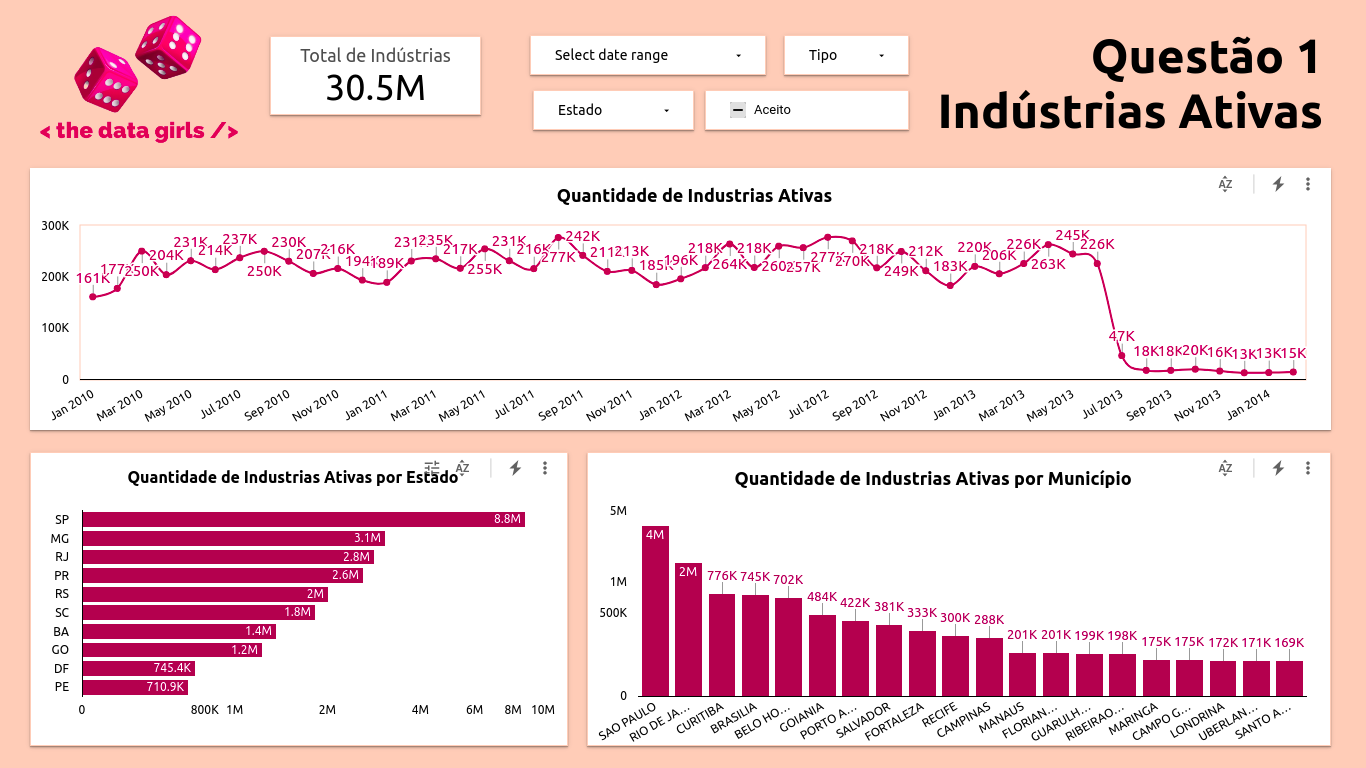 < the data girls />
Total de Indústrias
30.5M
Select date range
Tipo
Estado
Aceito
Questão 1
Indústrias Ativas
Quantidade de Industrias Ativas
AZ
300K
200K
100K
0
161K 177K 250K 204K 231K 214K 237K 250K 230K 207K 216K 194K 189K 231K 235K 217K 255K 231K 216K 277K 242K 211K 213K 185K 196K 218K 264K 218K 260K 257K 277K 270K 218K 249K 212K 183K 220K 206K 226K 263K 245K 226K 47K 18K 18K 20K 16K 13K 13K 15K
Jan 2010 Mar 2010 May 2010 Jul 2010 Sep 2010 Nov 2010 Jan 2011 Mar 2011 May 2011 Jul 2011 Sep 2011 Nov 2011 Jan 2012 Mar 2012 May 2012 Jul 2012 Sep 2012 Nov 2012 Jan 2013 Mar 2013 May 2013 Jul 2013 Sep 2013 Nov 2013 Jan 2014
Quantidade de Industrias Ativas por Estado
AZ
SP 8.8M
MG 3.1M
RJ 2.8M
PR 2.6M
RS 2M
SC 1.8M
BA 1.4M
GO 1.2M
DF 745.4K
PE 710.9K
0 800K 1M 2M 4M 6M 8M 10M
Quantidade de Industrias Ativas por Município
AZ
5M
1M
500K
0
4M 2M 776K 745K 702K 484K 422K 381K 333K 300K 288K 201K 201K 199K 198K 175K 175K 172K 171K 169K
SAO PAULO RIO DE JA... CURITIBA BRASILIA BELO HO... GOIANIA PORTO A... SALVADOR FORTALEZA RECIFE CAMPINAS MANAUS FLORIAN... GUARULH... RIBEIRAO... MARINGA CAMPO G... LONDRINA UBERLAN... SANTO A...